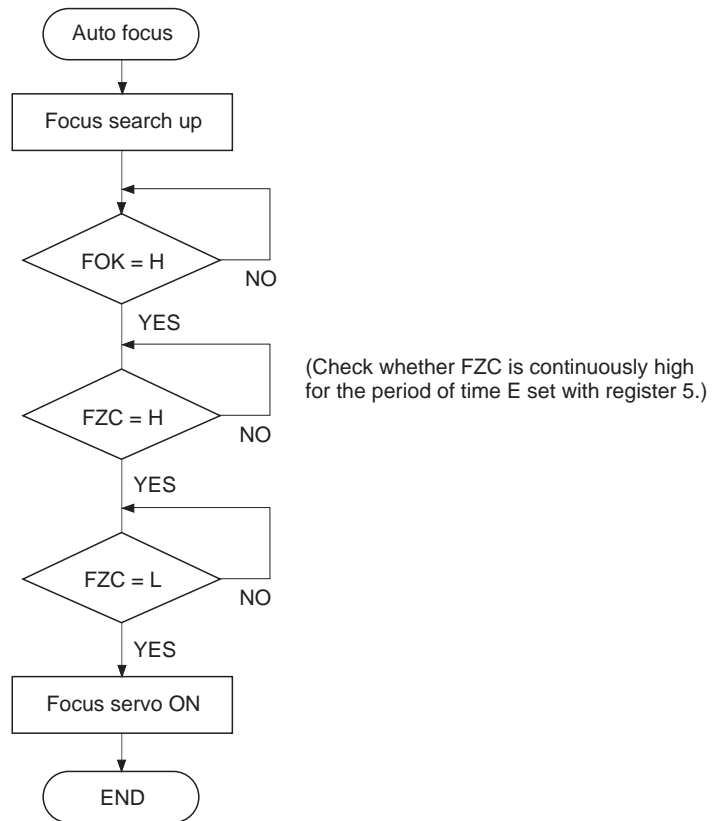 Auto focus
Focus search up
FOK = H
NO
YES
(Check whether FZC is continuously high
for the period of time E set with register 5.)
FZC = H
NO
YES
FZC = L
NO
YES
Focus servo ON
END